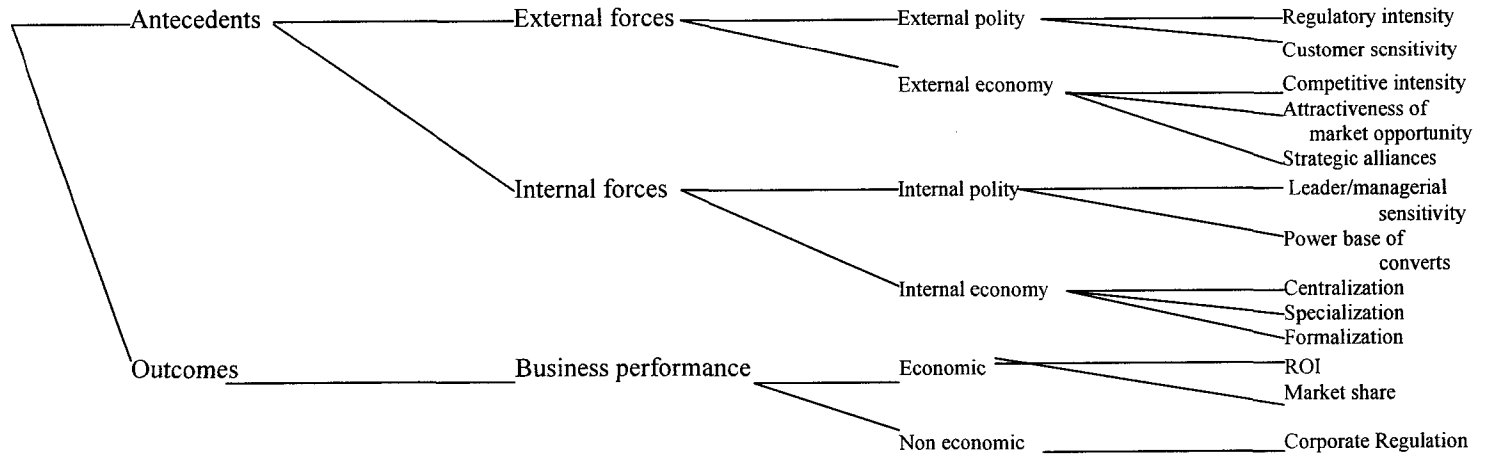 Antecedents
External forces
External polity
Regulatory intensity
Customer scnsitivity
External economy
Competitive intensity
Attractiveness of
market opportunity
Strategic alliances
Internal forces
Internal polity
Leader/managerial
sensitivity
Power base of
converts
Internal economy
Centralization
Specialization
Formalization
Outcomes
Business performance
Economic
ROI
Market share
Non economic
Corporate Regulation